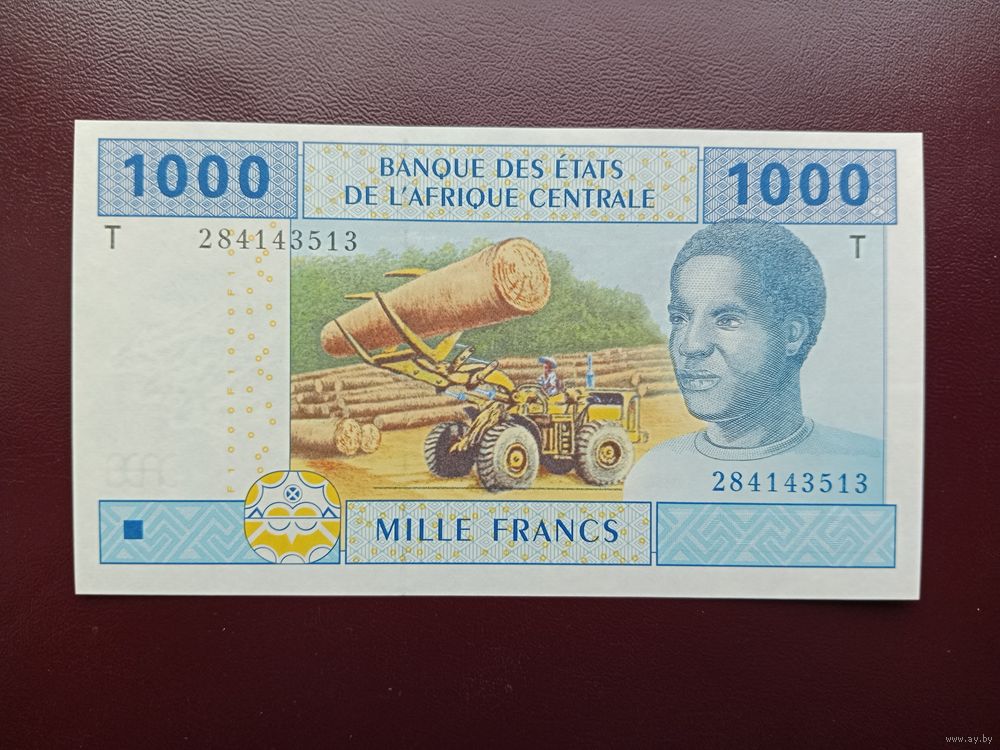 1000
BANQUE DES ÉTATS
DE L'AFRIQUE CENTRALE
1000
T 284143513
T
284143513
MILLE FRANCS
www.ay.by